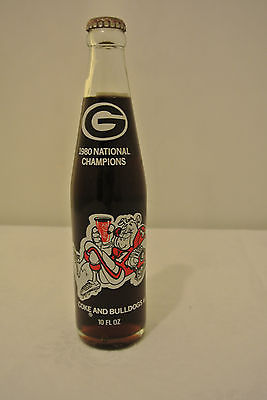 G
1980 NATIONAL
CHAMPIONS
COKE AND BULLDOGS
10 FL OZ